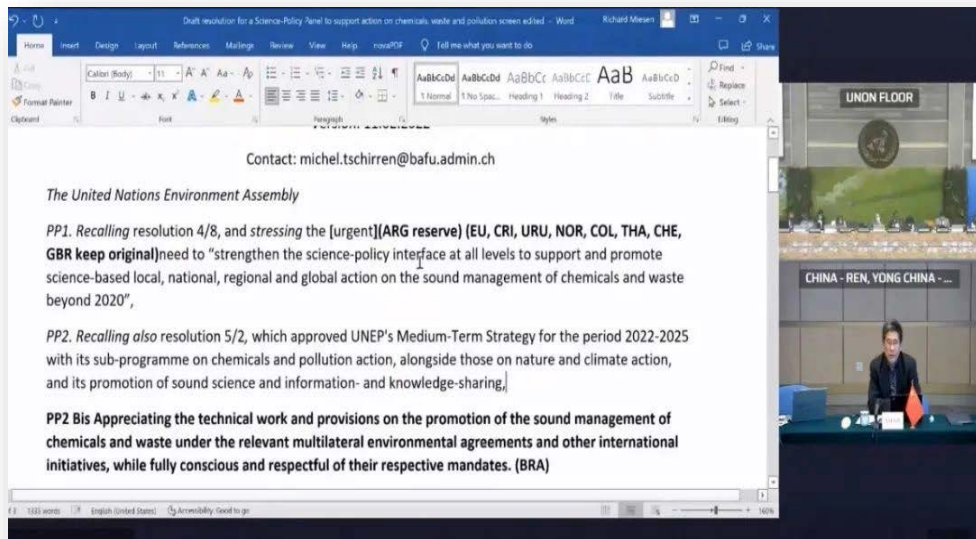 Draft resolution for a Science-Policy Panel to support action on chemicals, waste and pollution screen edited - Word
Richard Miesen
Home Insert Design Layout References Mailings Review View Help novaPDF Tell me what you want to do Share
Calibri (Body) 11
Format Painter
B I U
AaBbCcDd AaBbCcDd AaBbCc AaBbCcC AaB AaBbCcD
1 Normal 1 No Spac... Heading 1 Heading 2 Title Subtitle
Find
Replace
Select
Clipboard Font Paragraph Styles Editing
Contact: michel.tschirren@bafu.admin.ch
The United Nations Environment Assembly
PP1. Recalling resolution 4/8, and stressing the [urgent](ARG reserve) (EU, CRI, URU, NOR, COL, THA, CHE,
GBR keep original)need to “strengthen the science-policy interface at all levels to support and promote
science-based local, national, regional and global action on the sound management of chemicals and waste
beyond 2020”,
PP2. Recalling also resolution 5/2, which approved UNEP's Medium-Term Strategy for the period 2022-2025
with its sub-programme on chemicals and pollution action, alongside those on nature and climate action,
and its promotion of sound science and information- and knowledge-sharing,
PP2 Bis Appreciating the technical work and provisions on the promotion of the sound management of
chemicals and waste under the relevant multilateral environmental agreements and other international
initiatives, while fully conscious and respectful of their respective mandates. (BRA)
1333 words English (United States) Accessibility: Good to go 160%
UNON FLOOR
CHINA - REN, YONG CHINA - ...